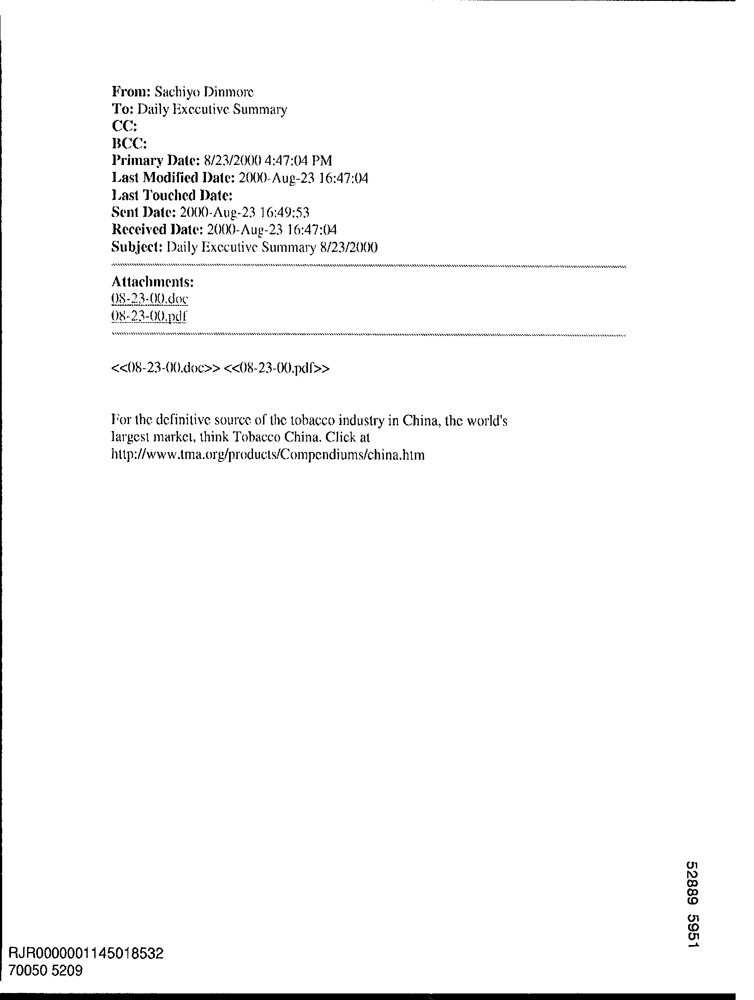 From: Sachiyo Dinmore
To: Daily Executive Summary
CC:
BCC:
Primary Date: 8/23/2000 4:47:04 PM
Last Modified Date: 2000-Aug-23 16:47:04
Last Touched Date:
Sent Date: 2000-Aug-23 16:49:53
Received Date: 2000-Aug-23 16:47:04
Subject: Daily Executive Summary 8/23/2000
Attachments:
08-23-00.doc
08-23-00.pdf
<<08-23-00.doc>> <<08-23-00.pdf>>
For the definitive source of the tobacco industry in China, the world's
largest market, think Tobacco China. Click at
http://www.tma.org/products/Compendiums/china.htm
52889 5951
RJR0000001145018532
70050 5209